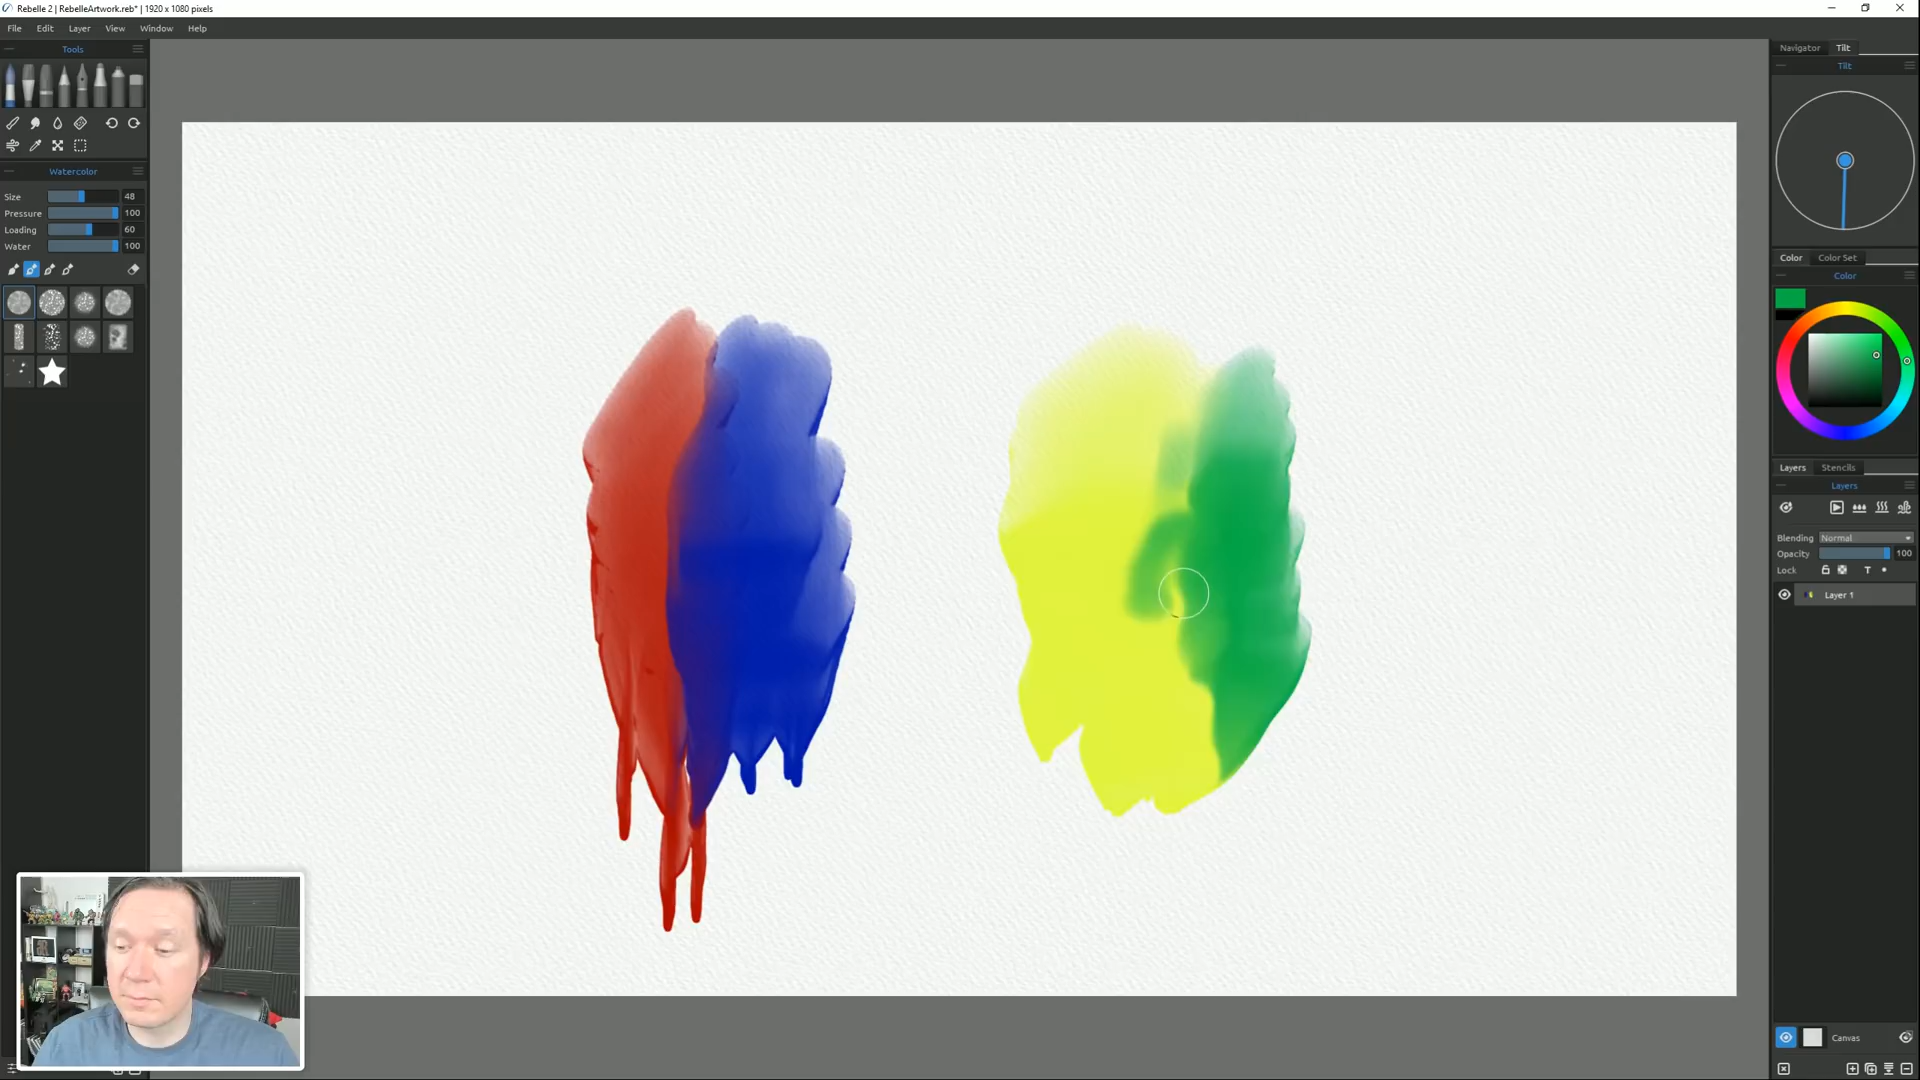 Rebelle 2 | RebelleArtwork.reb* | 1920 x 1080 pixels
File Edit Layer View Window Help
Tools
Watercolor
Size 48
Pressure 100
Loading 60
Water 100
Navigator Tilt
Tilt
Color Color Set
Color
Layers Stencils
Layers
Blending Normal
Opacity 100
Lock T
Layer 1
Canvas